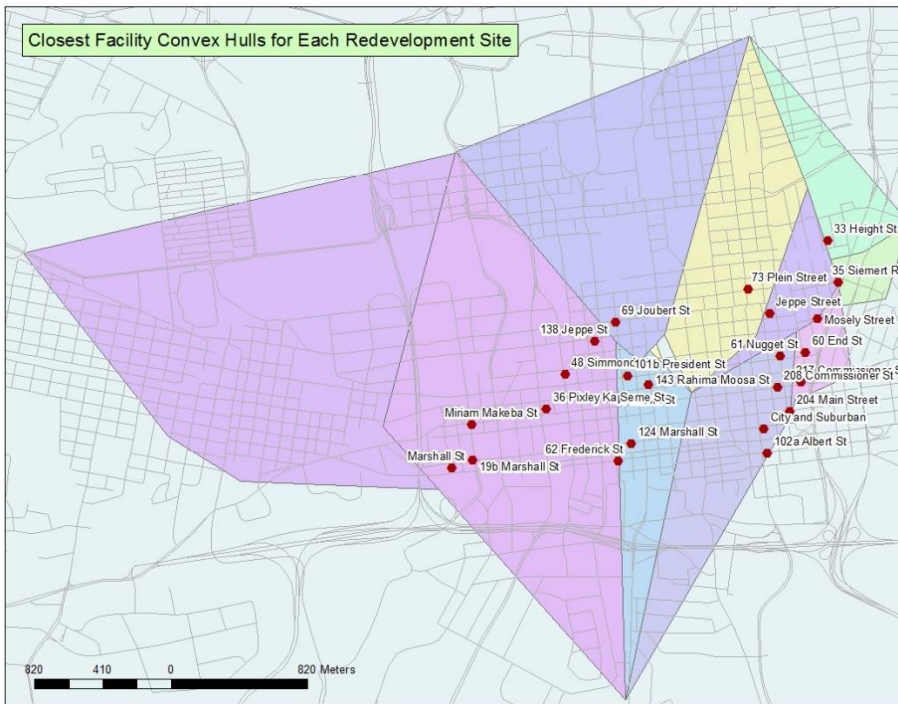 Closest Facility Convex Hulls for Each Redevelopment Site
33 Height St
35 Siemert R
73 Plein Street
Jeppe Street
Mosely Street
69 Joubert St
138 Jeppe St
61 Nugget St
60 End St
48 Simmond
101b President St
143 Rahima Moosa St
208 Commissioner St
36 Pixley Ka Seme St
204 Main Street
Miriam Makeba St
City and Suburban
124 Marshall St
62 Frederick St
102a Albert St
Marshall St
19b Marshall St
820 410 0 820 Meters